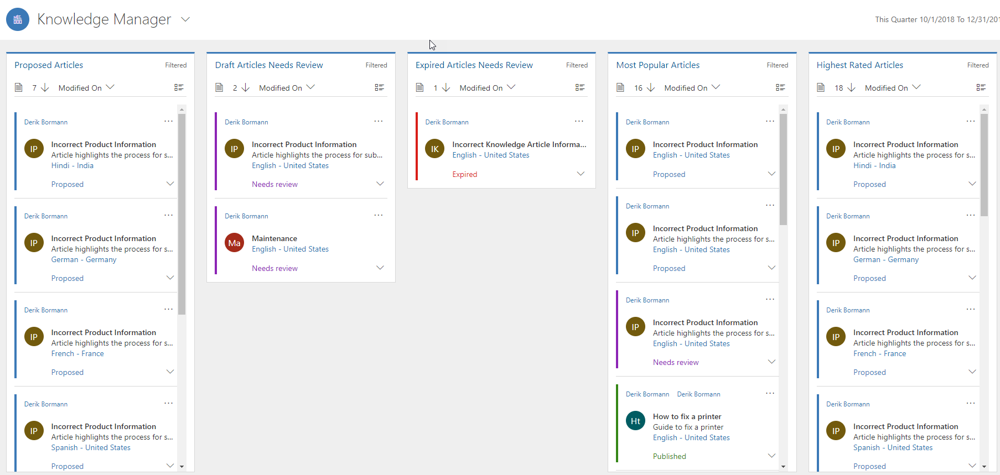 Knowledge Manager
This Quarter 10/1/2018 To 12/31/201
Proposed Articles Filtered
7 Modified On
Derik Bormann ...
IP Incorrect Product Information
Article highlights the process for s...
Hindi - India
Proposed
Derik Bormann ...
IP Incorrect Product Information
Article highlights the process for s...
German - Germany
Proposed
Derik Bormann ...
IP Incorrect Product Information
Article highlights the process for s...
French - France
Proposed
Derik Bormann ...
IP Incorrect Product Information
Article highlights the process for s...
Spanish - United States
Proposed
Draft Articles Needs Review Filtered
2 Modified On
Derik Bormann ...
IP Incorrect Product Information
Article highlights the process for sub...
English - United States
Needs review
Derik Bormann ...
Ma Maintenance
English - United States
Needs review
Expired Articles Needs Review Filtered
1 Modified On
Derik Bormann ...
IK Incorrect Knowledge Article Informa...
English - United States
Expired
Most Popular Articles Filtered
16 Modified On
Derik Bormann ...
IP Incorrect Product Information
English - United States
Proposed
Derik Bormann ...
IP Incorrect Product Information
Article highlights the process for s...
English - United States
Proposed
Derik Bormann ...
IP Incorrect Product Information
Article highlights the process for s...
English - United States
Needs review
Derik Bormann Derik Bormann ...
Ht How to fix a printer
Guide to fix a printer
English - United States
Published
Highest Rated Articles Filtered
18 Modified On
Derik Bormann ...
IP Incorrect Product Information
Article highlights the process for s...
Hindi - India
Proposed
Derik Bormann ...
IP Incorrect Product Information
Article highlights the process for s...
German - Germany
Proposed
Derik Bormann ...
IP Incorrect Product Information
Article highlights the process for s...
French - France
Proposed
Derik Bormann ...
IP Incorrect Product Information
Article highlights the process for s...
Spanish - United States
Proposed